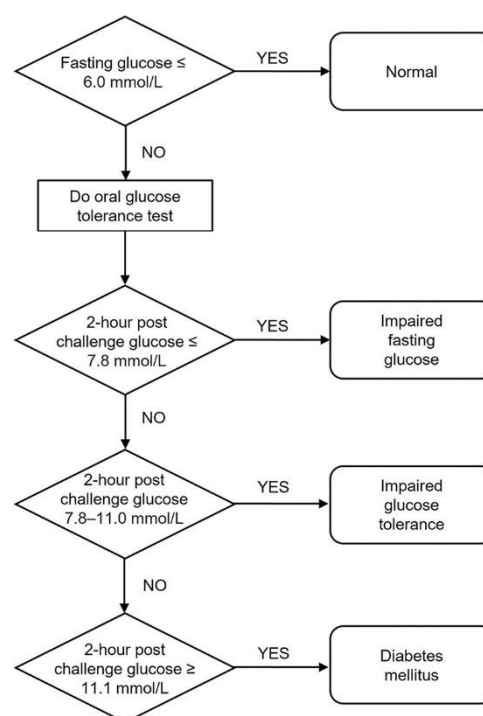 Fasting glucose ≤
6.0 mmol/L
YES
Normal
NO
Do oral glucose
tolerance test
2-hour post
challenge glucose ≤
7.8 mmol/L
YES
Impaired
fasting
glucose
NO
2-hour post
challenge glucose
7.8–11.0 mmol/L
YES
Impaired
glucose
tolerance
NO
2-hour post
challenge glucose ≥
11.1 mmol/L
YES
Diabetes
mellitus